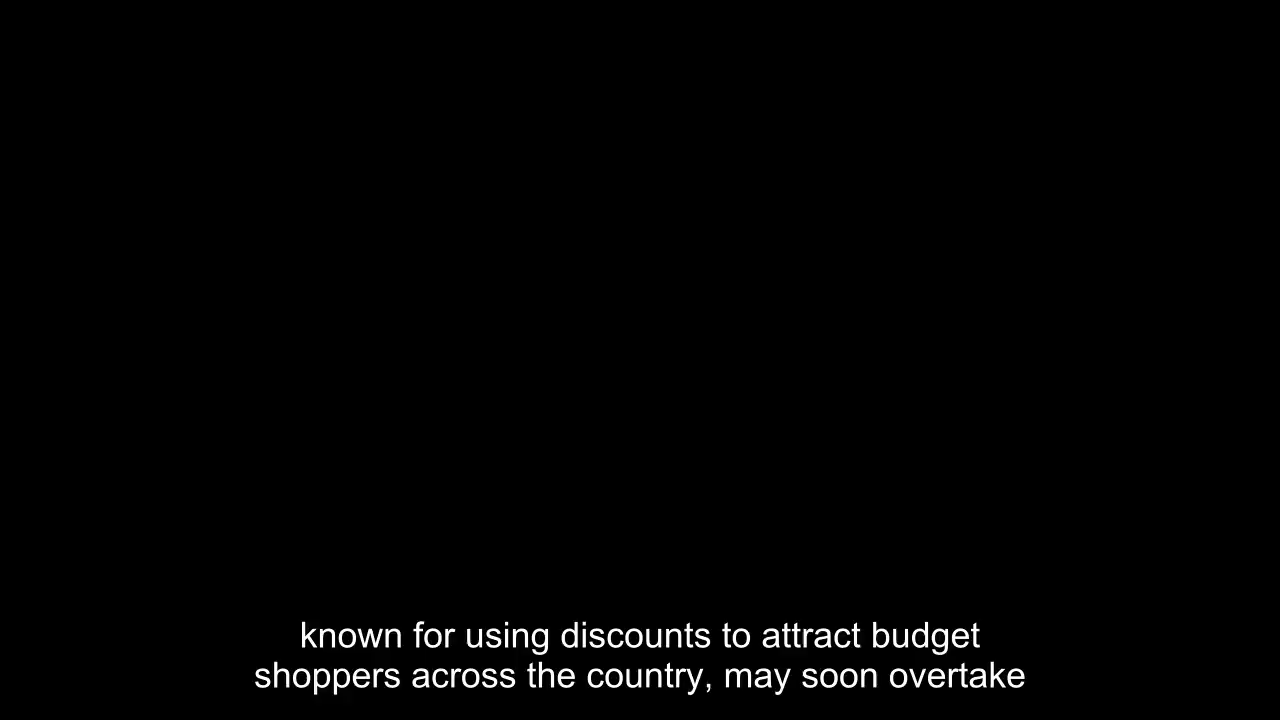 known for using discounts to attract budget
shoppers across the country, may soon overtake